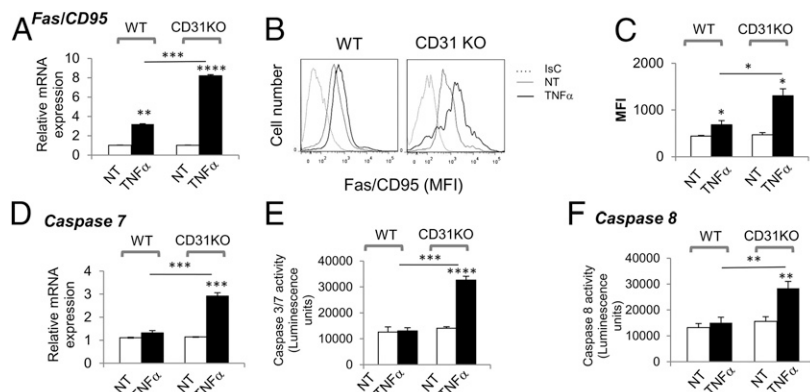 A Fas/CD95
WT CD31KO
***
**
****
Relative mRNA
expression
10
8
6
4
2
0
NT
TNFα
NT
TNFα
B
WT CD31 KO
Cell number
Fas/CD95 (MFI)
IsC
NT
TNFα
C
WT CD31KO
*
*
*
MFI
2000
1000
0
NT
TNFα
NT
TNFα
D Caspase 7
WT CD31KO
***
***
Relative mRNA
expression
4
3
2
1
0
NT
TNFα
NT
TNFα
E
WT CD31KO
***
****
Caspase 3/7 activity
(Luminescence
units)
40000
30000
20000
10000
0
NT
TNFα
NT
TNFα
F Caspase 8
WT CD31KO
**
**
Caspase 8 activity
(Luminescence
units)
40000
30000
20000
10000
0
NT
TNFα
NT
TNFα